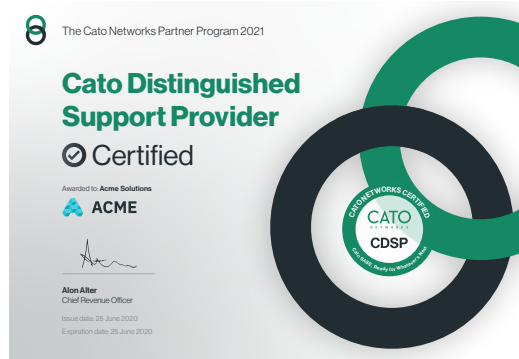 The Cato Networks Partner Program 2021
Cato Distinguished
Support Provider
Certified
Awarded to: Acme Solutions
ACME
Alon Alter
Chief Revenue Officer
Issue date: 25 June 2020
Expiration date: 25 June 2020
CATO NETWORKS CERTIFIED
CATO
NETWORKS
CDSP
Cato SASE. Ready for Whatever's Next